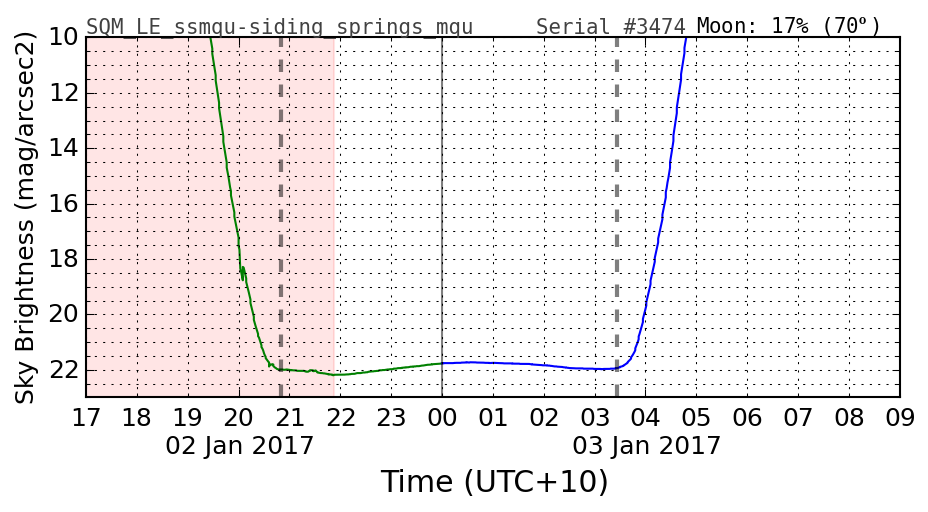 SQM_LE_ssmqu-siding_springs_mqu Serial #3474 Moon: 17% (70°)
Sky Brightness (mag/arcsec2)
10
12
14
16
18
20
22
17 18 19 20 21 22 23 00 01 02 03 04 05 06 07 08 09
02 Jan 2017 03 Jan 2017
Time (UTC+10)